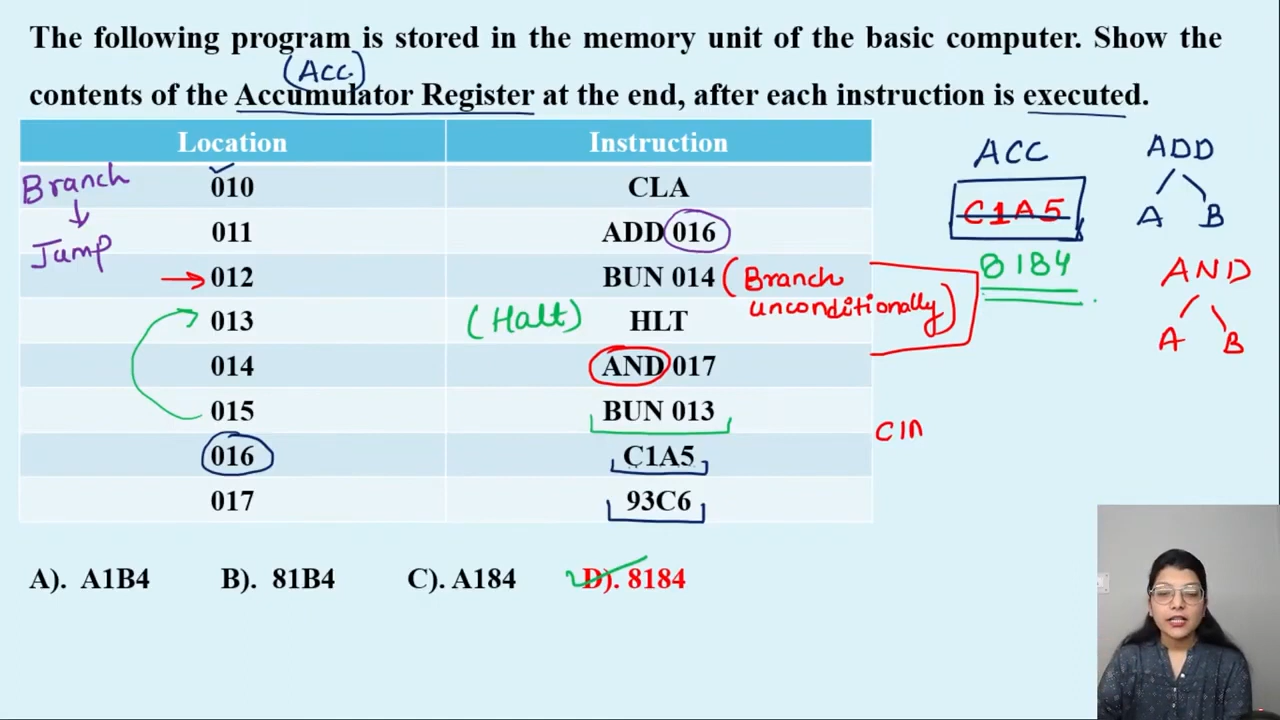 The following program is stored in the memory unit of the basic computer. Show the
(ACC)
contents of the Accumulator Register at the end, after each instruction is executed.
Location Instruction
010 CLA
011 ADD 016
012 BUN 014
013 HLT
014 AND 017
015 BUN 013
016 C1A5
017 93C6
Branch
Jump
(Branch
unconditionally)
(Halt)
C1A
ACC
C1A5
8184
ADD
A B
AND
A B
A). A1B4 B). 81B4 C). A184 D). 8184